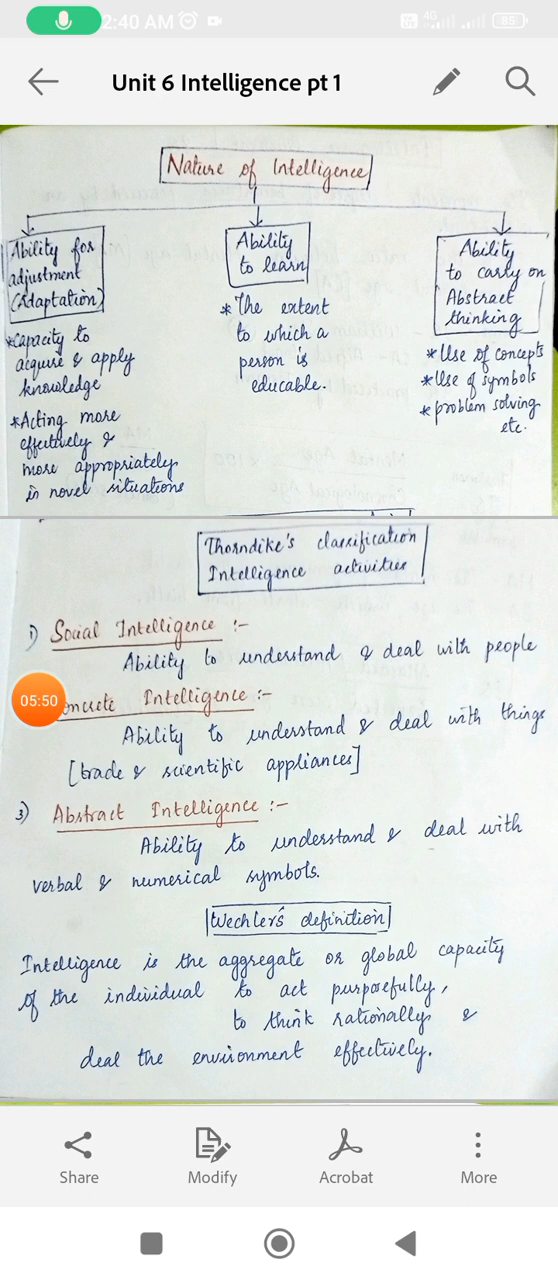 2:40 AM
4G
85
Unit 6 Intelligence pt 1
Nature of Intelligence
Ability for
adjustment
(Adaptation)
*Capacity to
acquire & apply
knowledge
*Acting more
effectively &
more appropriately
in novel situations
Ability
to learn
*The extent
to which a
person is
educable.
Ability
to carry on
Abstract
thinking
*Use of concepts
*Use of symbols
*problem solving
etc.
Thorndike's classification
Intelligence activities
1) Social Intelligence :-
Ability to understand & deal with people
05:50
oncrete Intelligence :-
Ability to understand & deal with things
[trade & scientific appliances]
3) Abstract Intelligence :-
Ability to understand & deal with
verbal & numerical symbols.
Wechler's definition
Intelligence is the aggregate or global capacity
of the individual to act purposefully,
to think rationally &
deal the environment effectively.
Share
Modify
Acrobat
More